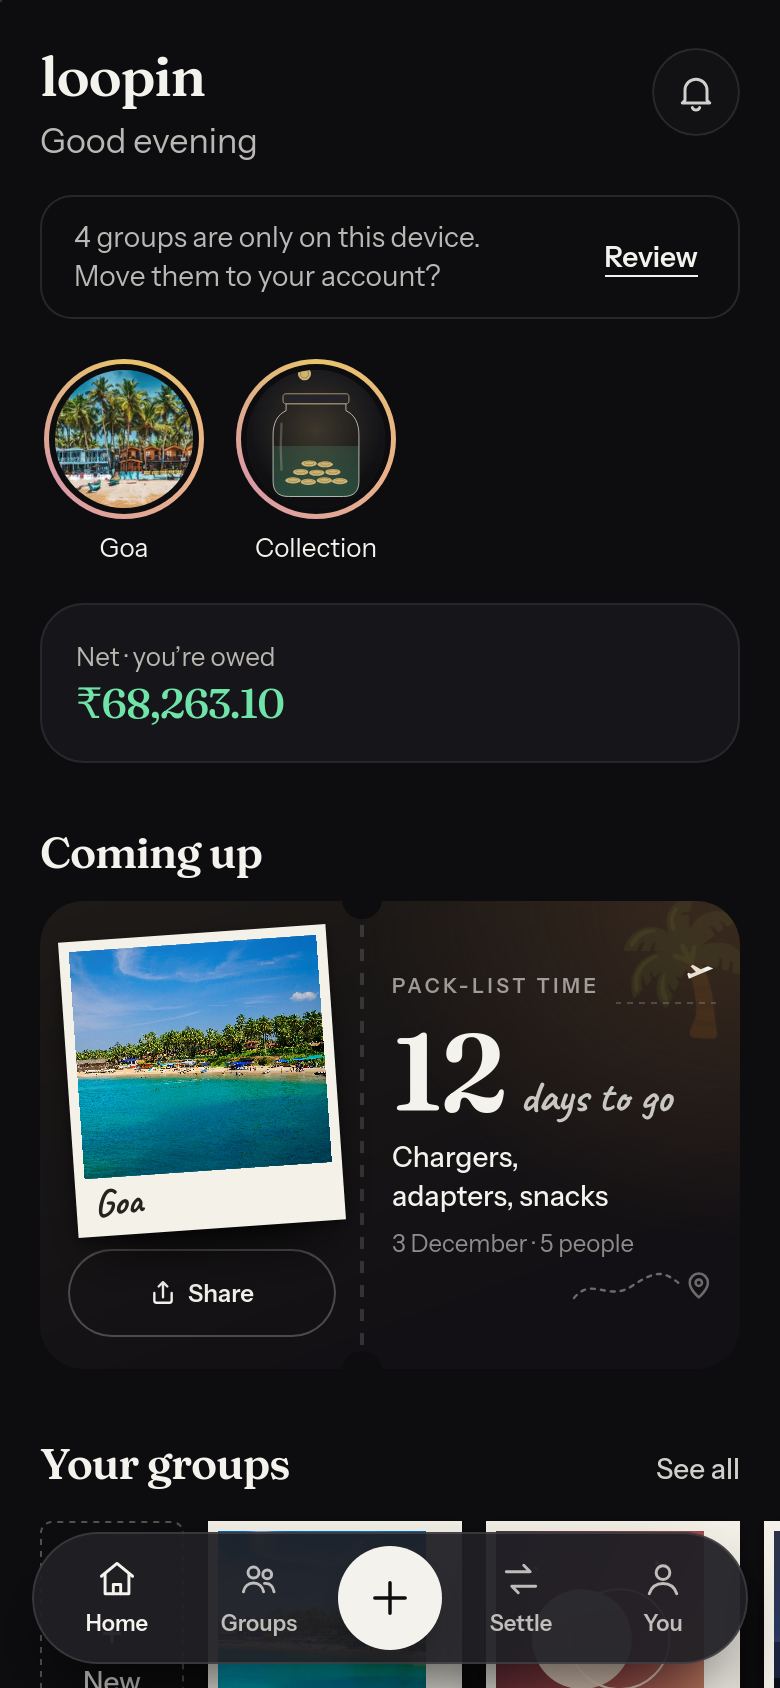 loopin
Good evening
4 groups are only on this device.
Move them to your account?
Review
Goa
Collection
Net · you’re owed
₹68,263.10
Coming up
Goa
Share
PACK-LIST TIME
12 days to go
Chargers,
adapters, snacks
3 December · 5 people
Your groups
See all
Home
Groups
Settle
You
New